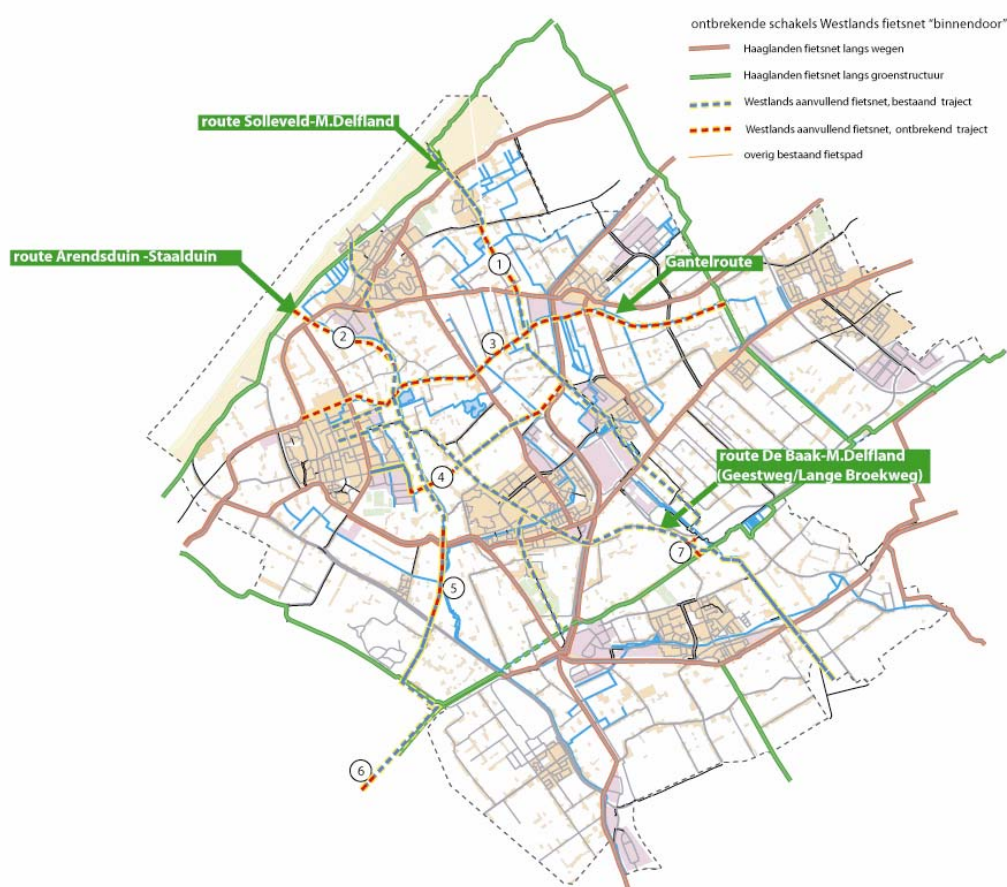 ontbrekende schakels Westlands fietsnet "binnendoor"
Haaglanden fietsnet langs wegen
Haaglanden fietsnet langs groenstructuur
Westlands aanvullend fietsnet, bestaand traject
Westlands aanvullend fietsnet, ontbrekend traject
overig bestaand fietspad
route Solleveld-M.Delfland
route Arendsduin -Staalduin
Gantelroute
1
2
3
route De Baak-M.Delfland
(Geestweg/Lange Broekweg)
4
7
5
6